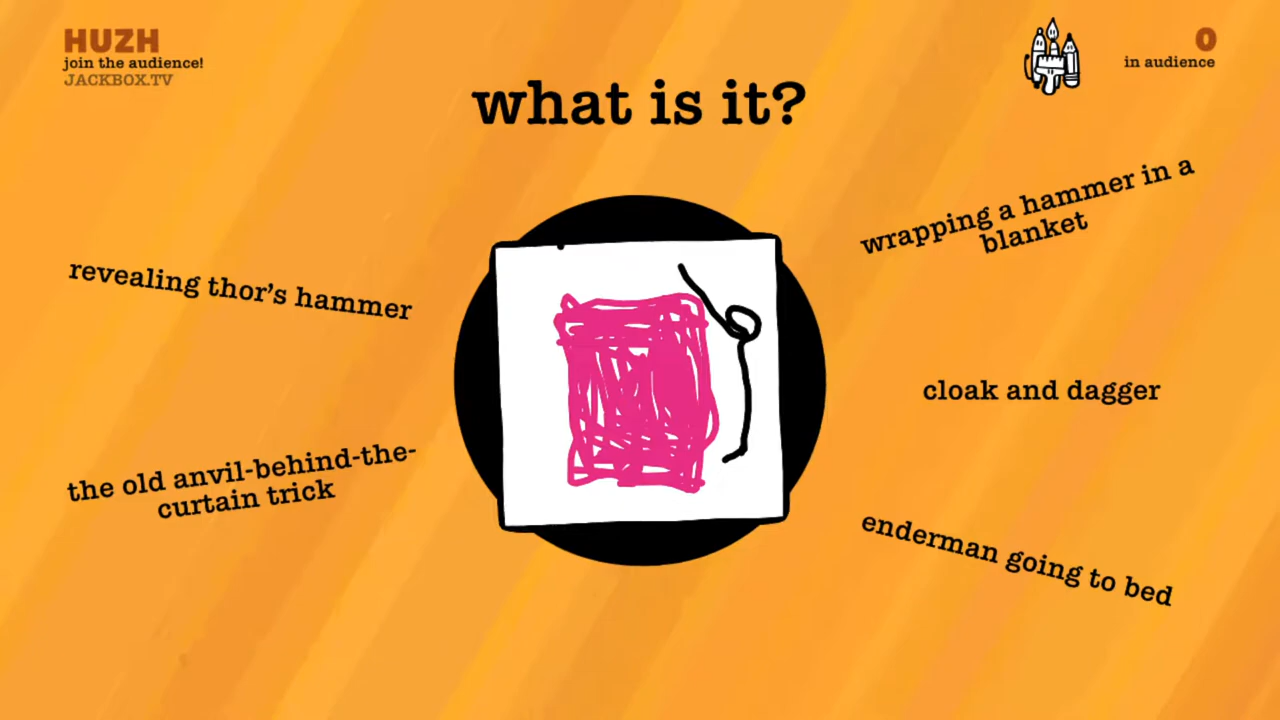 HUZH
join the audience!
JACKBOX.TV
0
in audience
what is it?
wrapping a hammer in a
blanket
revealing thor's hammer
cloak and dagger
the old anvil-behind-the-
curtain trick
enderman going to bed